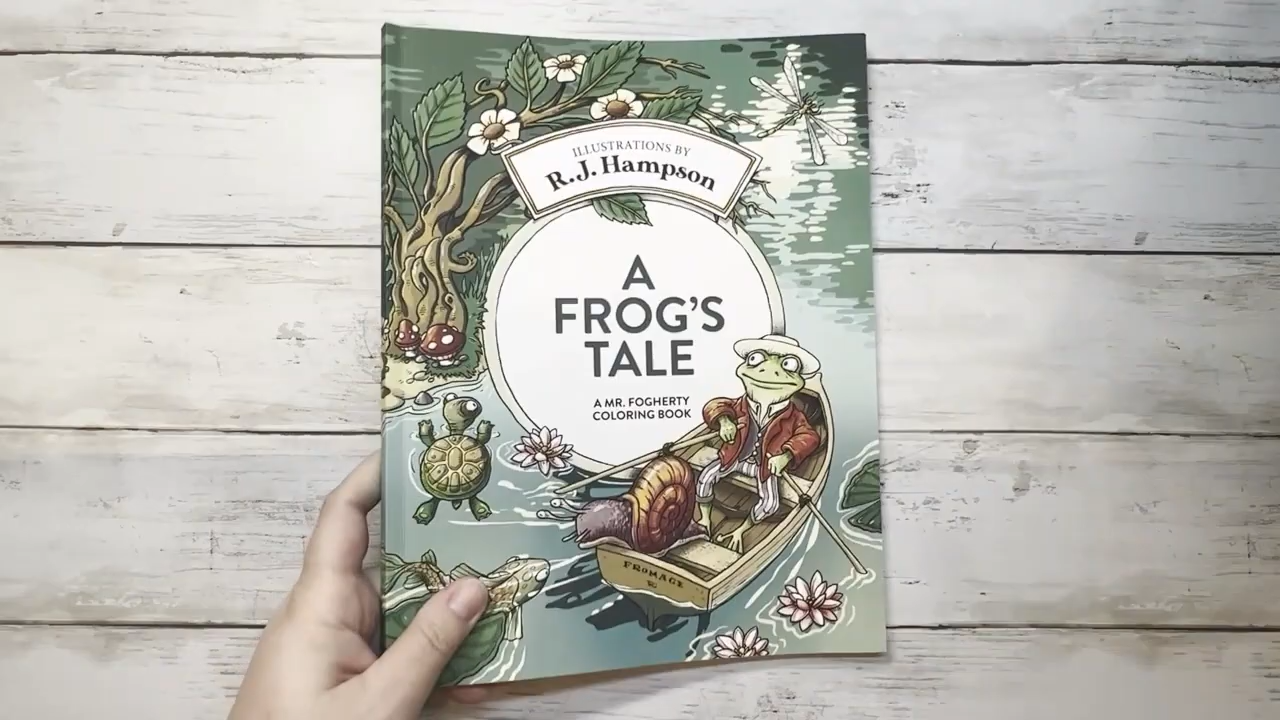 ILLUSTRATIONS BY
R.J. Hampson
A
FROG'S
TALE
A MR. FOGHERTY
COLORING BOOK
FROMAGE